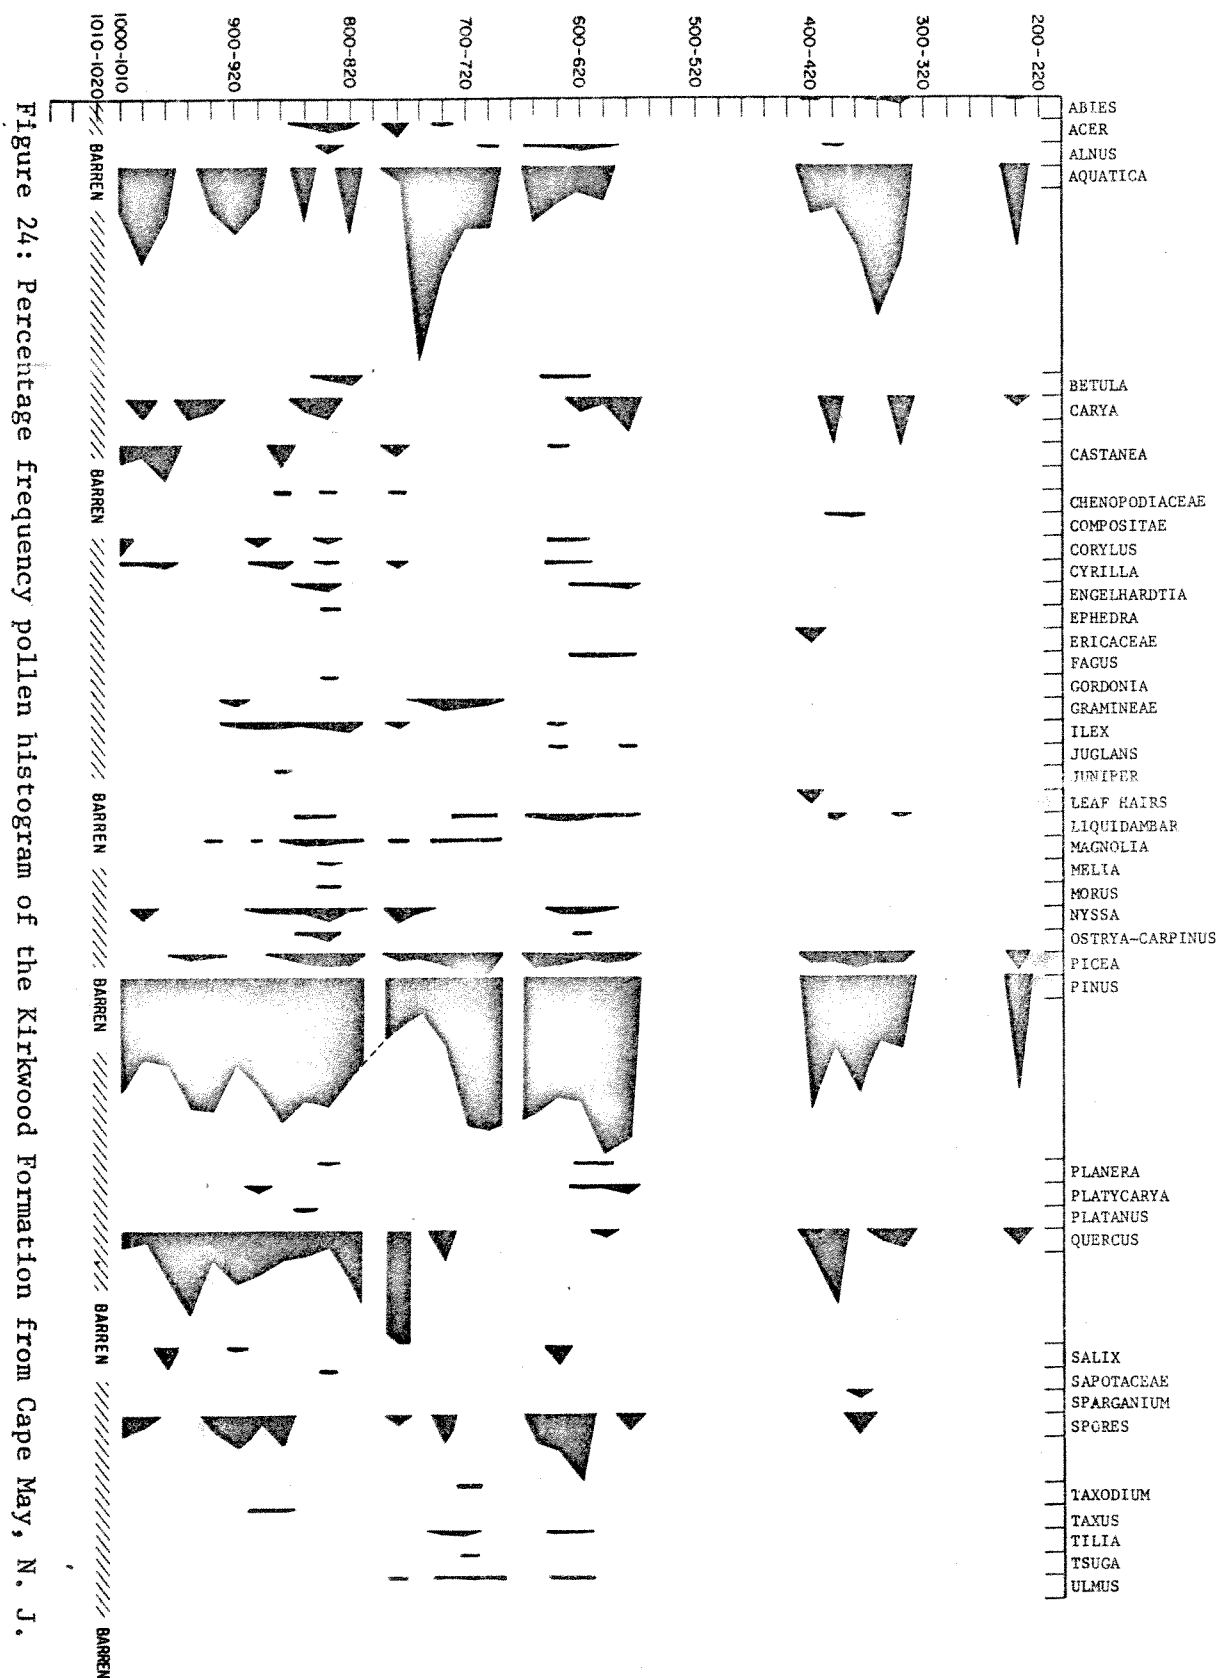 200-220
300-320
400-420
500-520
600-620
700-720
800-820
900-920
1000-1010
1010-1020
ABIES
ACER
ALNUS
AQUATICA
BETULA
CARYA
CASTANEA
CHENOPODIACEAE
COMPOSITAE
CORYLUS
CYRILLA
ENGELHARDTIA
EPHEDRA
ERICACEAE
FAGUS
GORDONIA
GRAMINEAE
ILEX
JUGLANS
JUNIPER
LEAF HAIRS
LIQUIDAMBAR
MAGNOLIA
MELIA
MORUS
NYSSA
OSTRYA-CARPINUS
PICEA
PINUS
PLANERA
PLATYCARYA
PLATANUS
QUERCUS
SALIX
SAPOTACEAE
SPARGANIUM
SPORES
TAXODIUM
TAXUS
TILIA
TSUGA
ULMUS
BARREN BARREN BARREN BARREN BARREN BARREN
Figure 24: Percentage frequency pollen histogram of the Kirkwood Formation from Cape May, N. J.